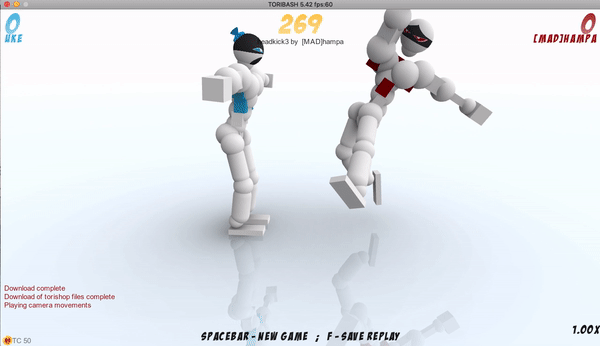 TORIBASH 5.42 fps:60
0
UKE
269
adkick3 by [MAD]hampa
0
[MAD]HAMPA
Download complete
Download of torishop files complete
Playing camera movements
1.00X
SPACEBAR - NEW GAME ; F - SAVE REPLAY
TC 50